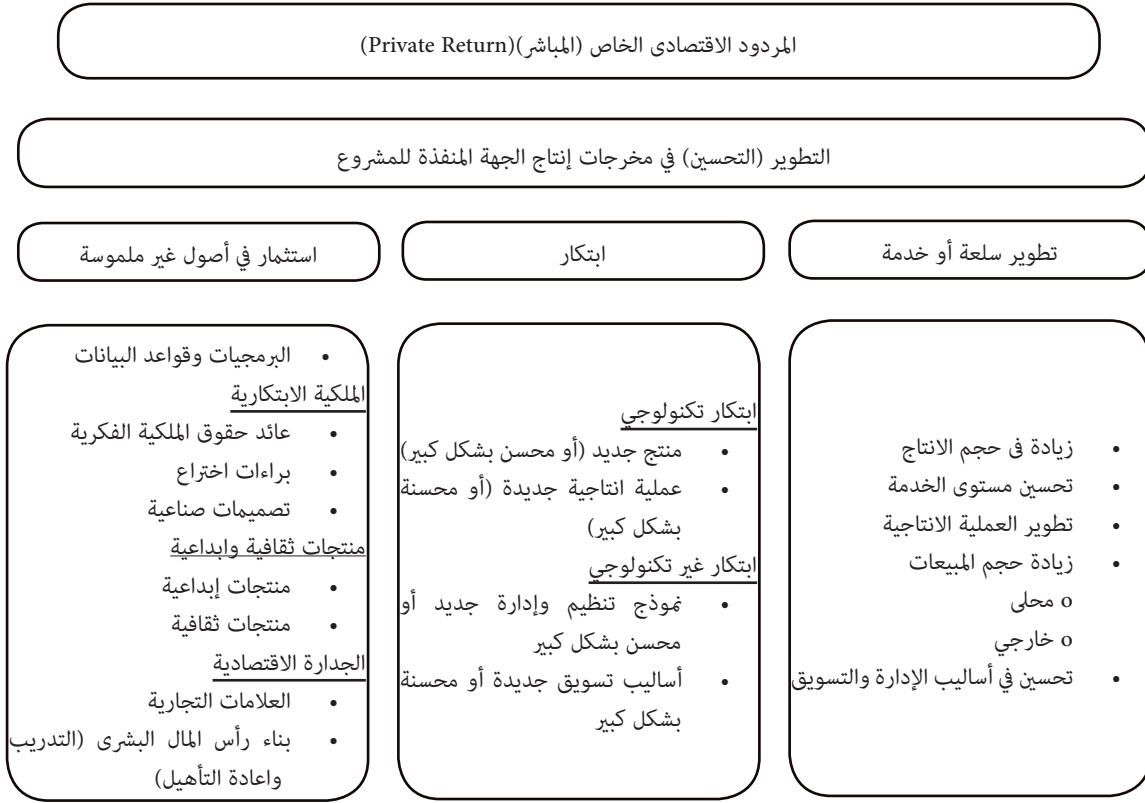 المردود الاقتصادى الخاص (المباشر)(Private Return)
التطوير (التحسين) في مخرجات إنتاج الجهة المنفذة للمشروع
تطوير سلعة أو خدمة
ابتكار
استثمار في أصول غير ملموسة
• زيادة فى حجم الانتاج
• تحسين مستوى الخدمة
• تطوير العملية الانتاجية
• زيادة حجم المبيعات
o محلى
o خارجي
• تحسين في أساليب الإدارة والتسويق
ابتكار تكنولوجي
• منتج جديد (أو محسن بشكل كبير)
• عملية انتاجية جديدة (أو محسنة
بشكل كبير)
ابتكار غير تكنولوجي
• نموذج تنظيم وإدارة جديد أو
محسن بشكل كبير
• أساليب تسويق جديدة أو محسنة
بشكل كبير
• البرمجيات وقواعد البيانات
الملكية الابتكارية
• عائد حقوق الملكية الفكرية
• براءات اختراع
• تصميمات صناعية
منتجات ثقافية وابداعية
• منتجات إبداعية
• منتجات ثقافية
الجدارة الاقتصادية
• العلامات التجارية
• بناء رأس المال البشرى (التدريب
واعادة التأهيل)